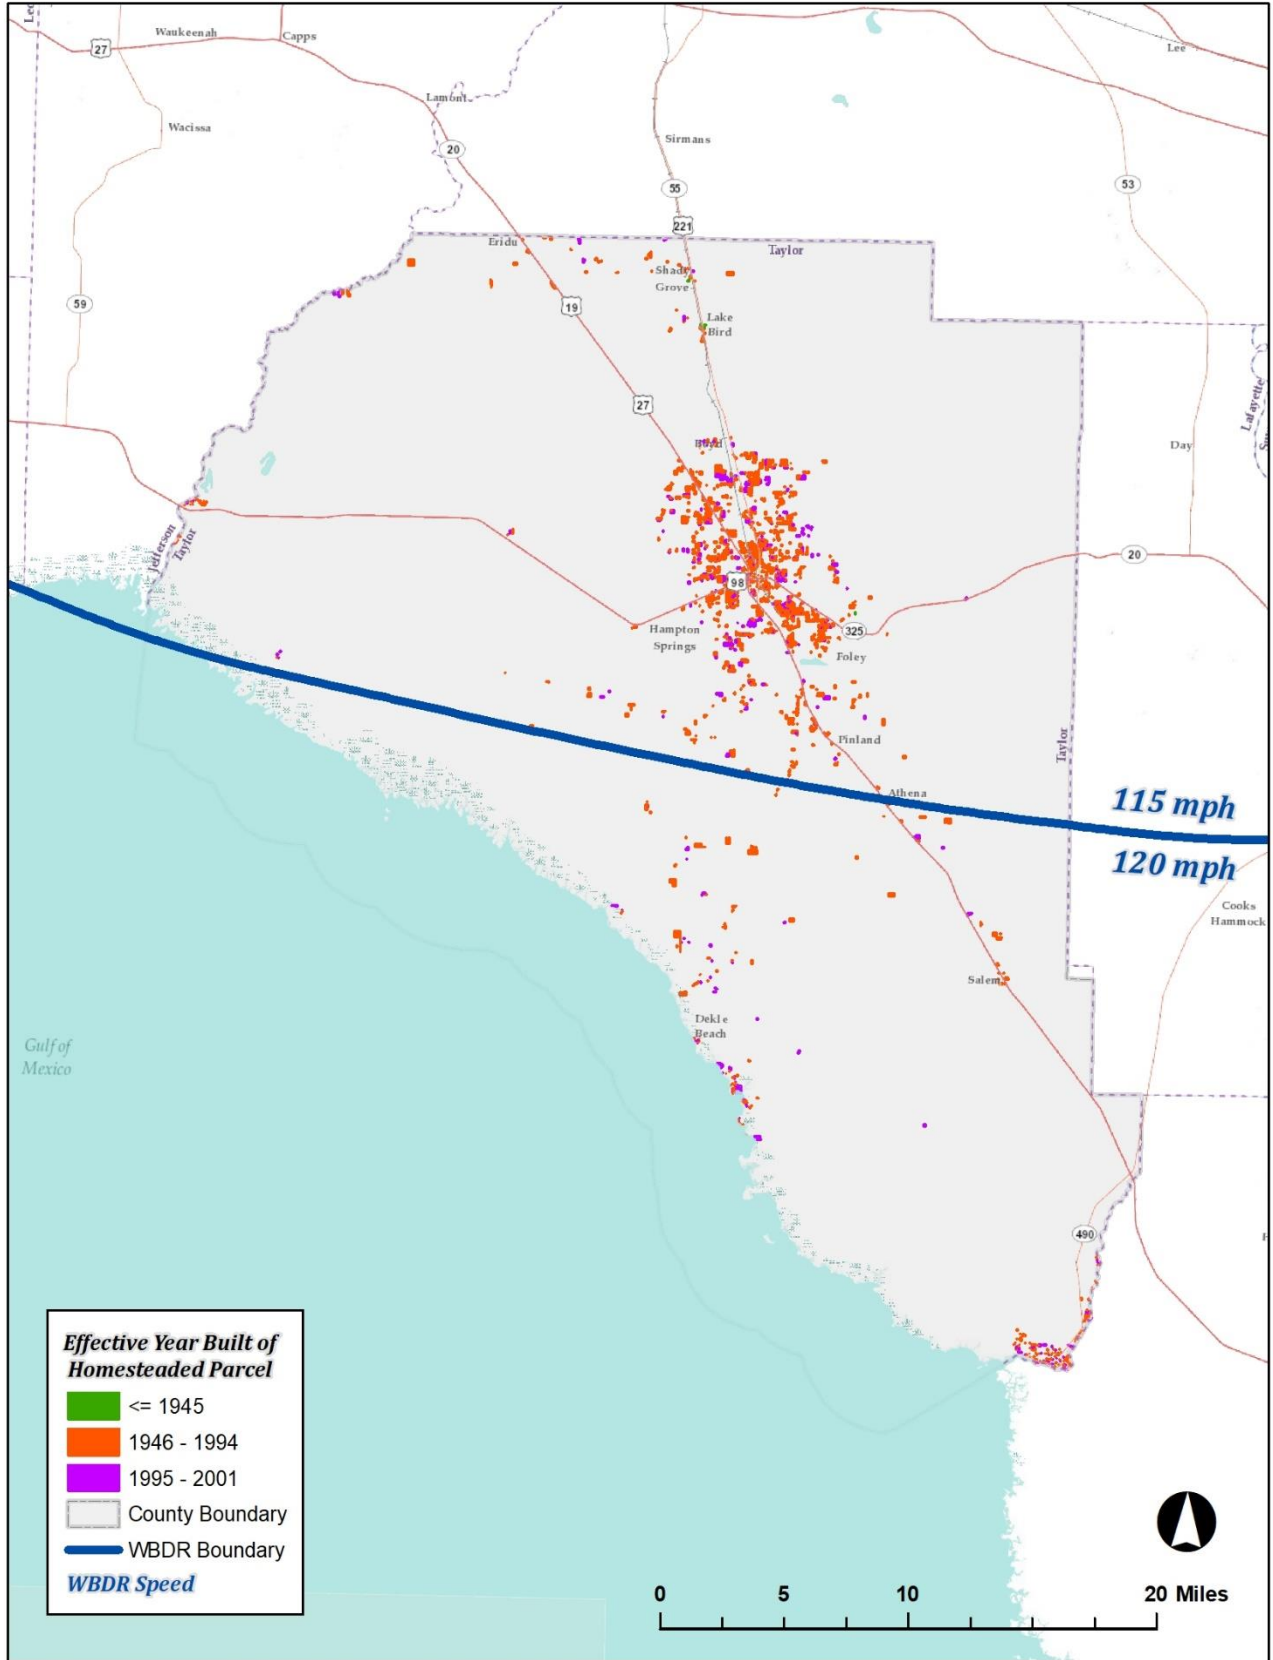 Waukeenah
Capps
27
Lee
Lamont
Wacissa
20
Sirmans
55
53
221
Eridu
Taylor
Shady
Grove
59
19
Lake
Bird
27
Lafayette
Boyd
Day
Jefferson
Taylor
20
98
Hampton
Springs
325
Foley
Pinland
Taylor
Athena
115 mph
120 mph
Cooks
Hammock
Salem
Dekle
Beach
Gulf of
Mexico
490
Effective Year Built of
Homesteaded Parcel
<= 1945
1946 - 1994
1995 - 2001
County Boundary
WBDR Boundary
WBDR Speed
0 5 10 20 Miles